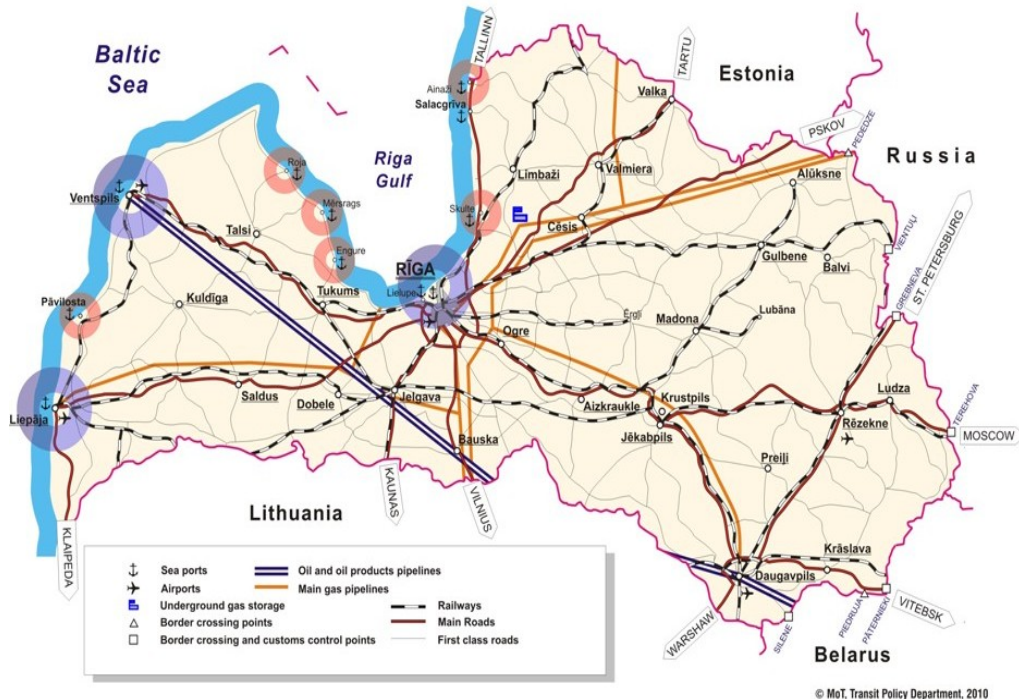 Baltic
Sea
TALLINN
Ainaži
Salacgrīva
TARTU
Estonia
Valka
PSKOV
PEDEDZE
Russia
Roja
Riga
Gulf
Ventspils
Mērsrags
Limbaži
Valmiera
Alūksne
Skulte
Cēsis
Talsi
Engure
VIENTUĻI
RĪGA
Gulbene
Balvi
Lielupe
GREBNEVA
ST. PETERSBURG
Pāvilosta
Kuldīga
Tukums
Ērgļi
Madona
Lubāna
Ogre
Liepāja
Saldus
Dobele
Jelgava
Aizkraukle
Krustpils
Jēkabpils
Ludza
Rēzekne
TEREHOVA
MOSCOW
Bauska
Preiļi
KAUNAS
VILNIUS
Lithuania
KLAIPEDA
Krāslava
Daugavpils
WARSHAW
SILENE
PIEDRUJA
PĀTERNIEKI
VITEBSK
Belarus
Sea ports
Oil and oil products pipelines
Airports
Main gas pipelines
Underground gas storage
Railways
Border crossing points
Main Roads
Border crossing and customs control points
First class roads
© MoT, Transit Policy Department, 2010